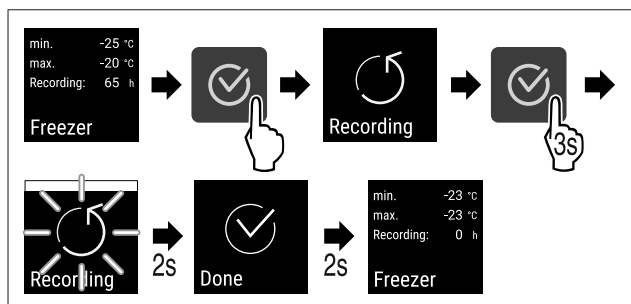 min. -25 °C
max. -20 °C
Recording: 65 h
Freezer
Recording
3s
Recording
2s
Done
2s
min. -23 °C
max. -23 °C
Recording: 0 h
Freezer